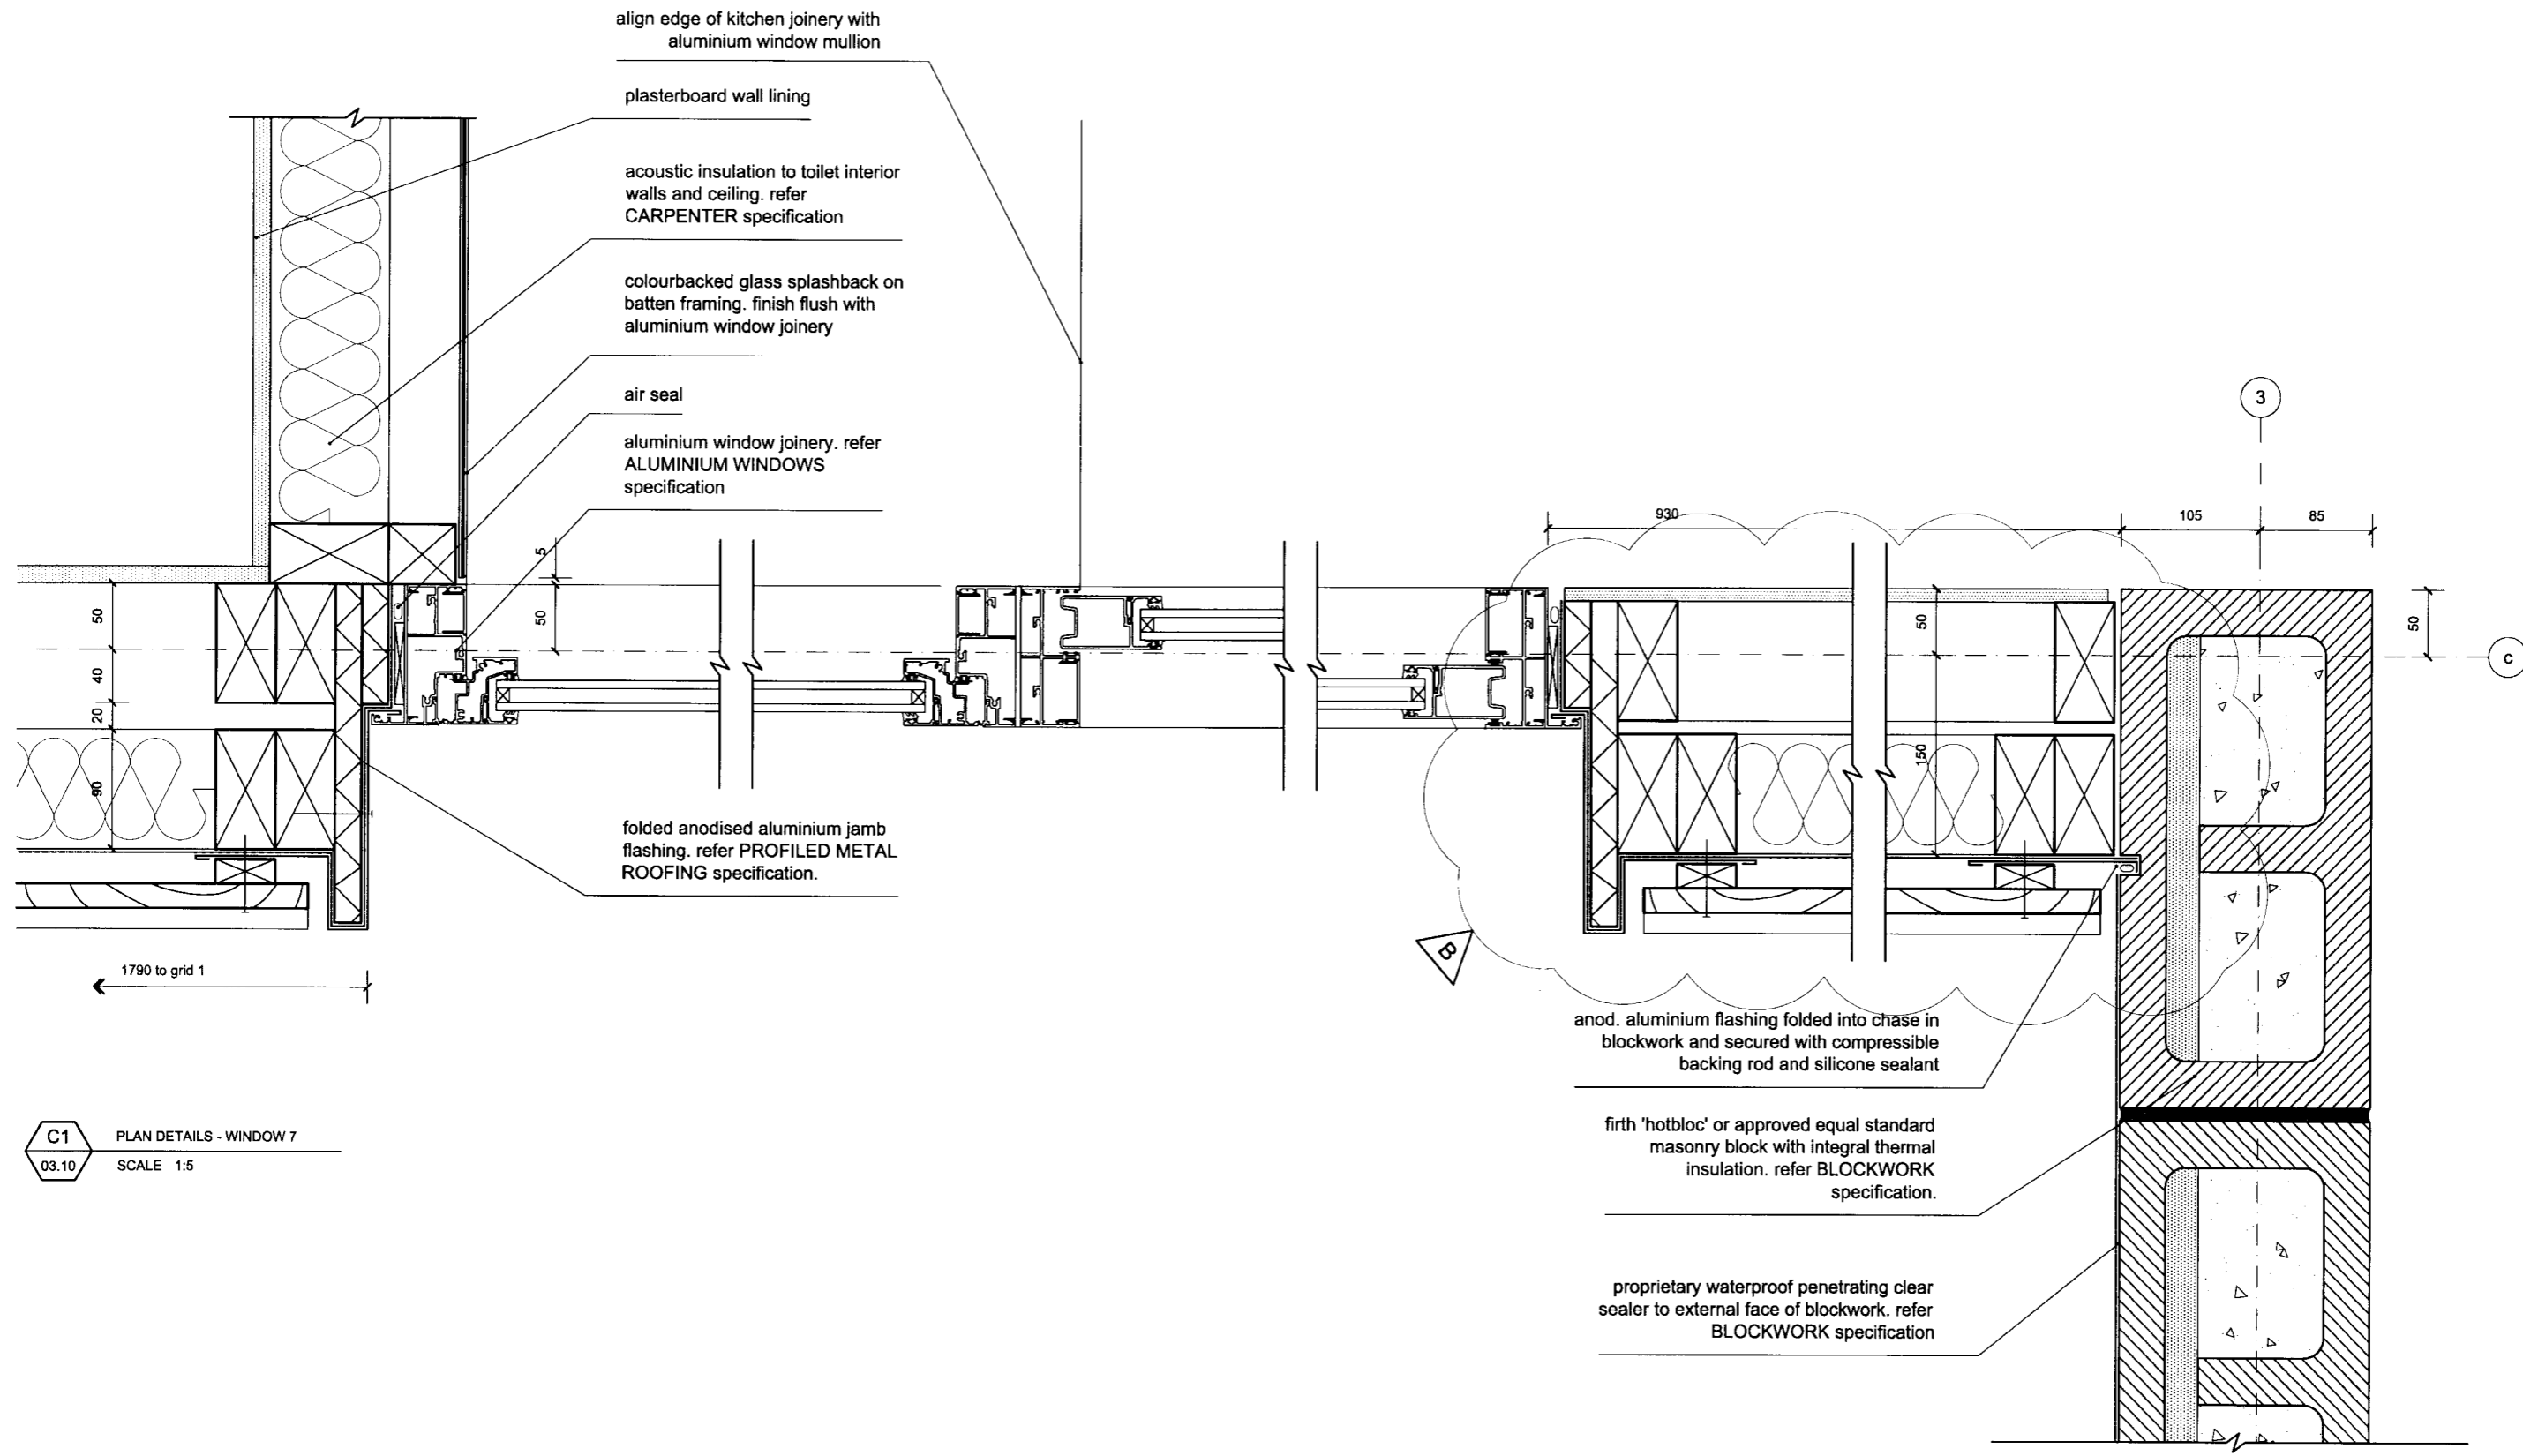 align edge of kitchen joinery with
aluminium window mullion
plasterboard wall lining
acoustic insulation to toilet interior
walls and ceiling. refer
CARPENTER specification
colourbacked glass splashback on
batten framing. finish flush with
aluminium window joinery
air seal
aluminium window joinery. refer
ALUMINIUM WINDOWS
specification
3
930
105
85
5
50
50
40
20
90
50
150
50
c
folded anodised aluminium jamb
flashing. refer PROFILED METAL
ROOFING specification.
B
1790 to grid 1
anod. aluminium flashing folded into chase in
blockwork and secured with compressible
backing rod and silicone sealant
firth 'hotbloc' or approved equal standard
masonry block with integral thermal
insulation. refer BLOCKWORK
specification.
C1
03.10
PLAN DETAILS - WINDOW 7
SCALE 1:5
proprietary waterproof penetrating clear
sealer to external face of blockwork. refer
BLOCKWORK specification